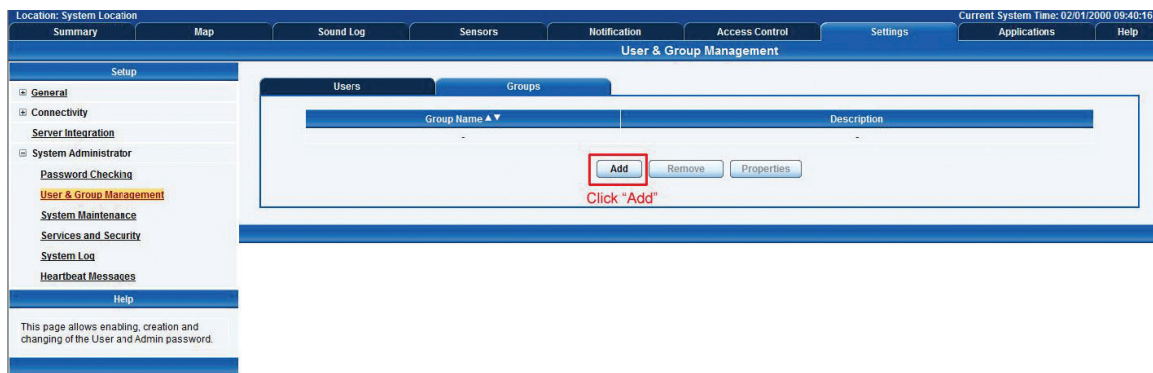 Location: System Location
Current System Time: 02/01/2000 09:40:16
Summary Map Sound Log Sensors Notification Access Control Settings Applications Help
User & Group Management
Setup
General
Connectivity
Server Integration
System Administrator
Password Checking
User & Group Management
System Maintenance
Services and Security
System Log
Heartbeat Messages
Help
This page allows enabling, creation and
changing of the User and Admin password.
Users Groups
Group Name ▲▼ Description
- -
Add Remove Properties
Click “Add”